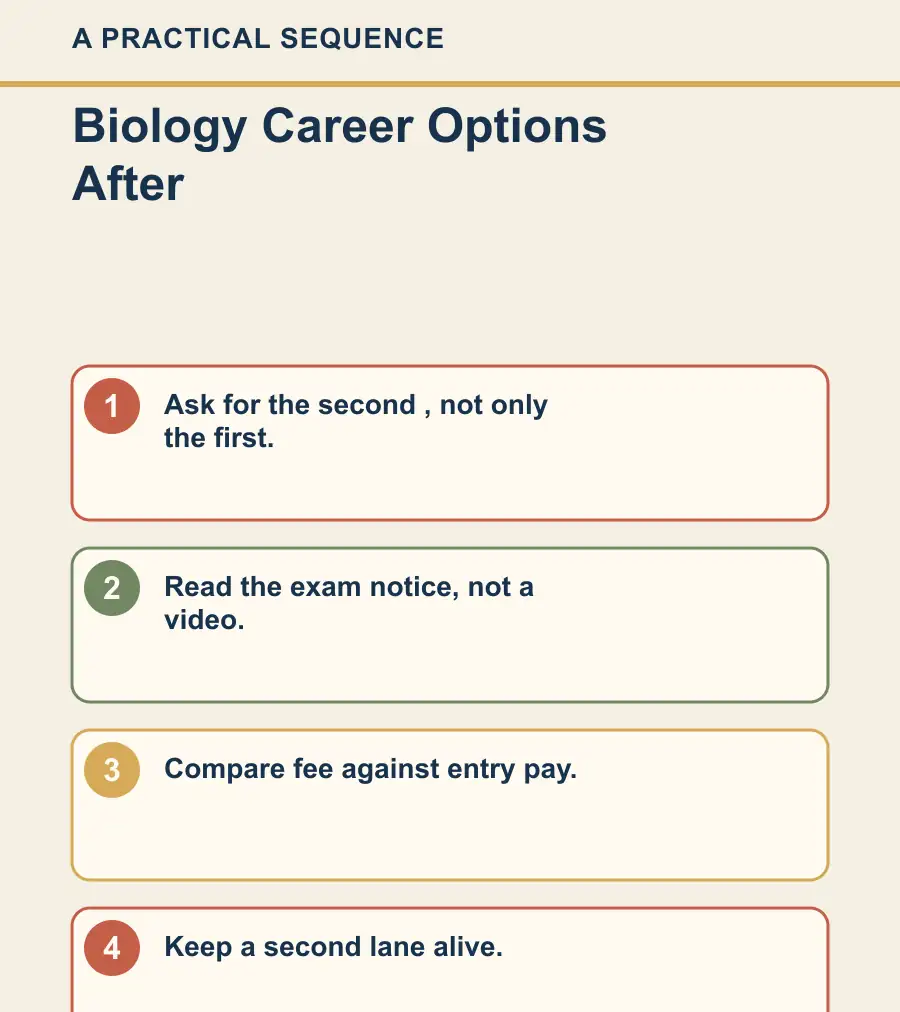 A PRACTICAL SEQUENCE
Biology Career Options
After
1
Ask for the second , not only
the first.
2
Read the exam notice, not a
video.
3
Compare fee against entry pay.
4
Keep a second lane alive.